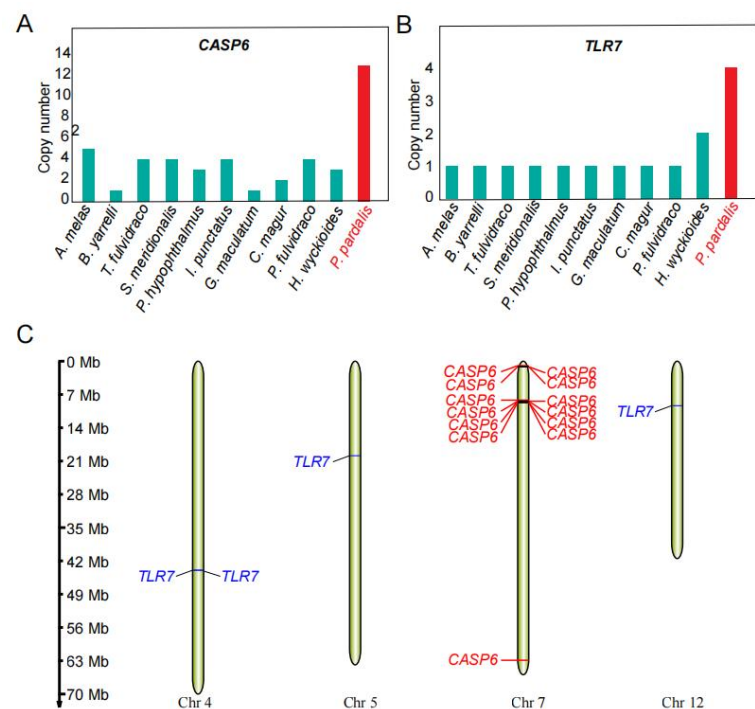 A
CASP6
Copy number
14
12
10
8
6
2
4
2
0
A. melas
B. yarrelli
T. fulvidraco
S. meridionalis
P. hypophthalmus
I. punctatus
G. maculatum
C. magur
P. fulvidraco
H. wyckioides
P. pardalis
B
TLR7
Copy number
4
3
2
1
0
A. melas
B. yarrelli
T. fulvidraco
S. meridionalis
P. hypophthalmus
I. punctatus
G. maculatum
C. magur
P. fulvidraco
H. wyckioides
P. pardalis
C
0 Mb
7 Mb
14 Mb
21 Mb
28 Mb
35 Mb
42 Mb
49 Mb
56 Mb
63 Mb
70 Mb
TLR7 TLR7
Chr 4
TLR7
Chr 5
CASP6 CASP6
CASP6 CASP6
CASP6 CASP6
CASP6 CASP6
CASP6 CASP6
CASP6 CASP6
CASP6
Chr 7
TLR7
Chr 12